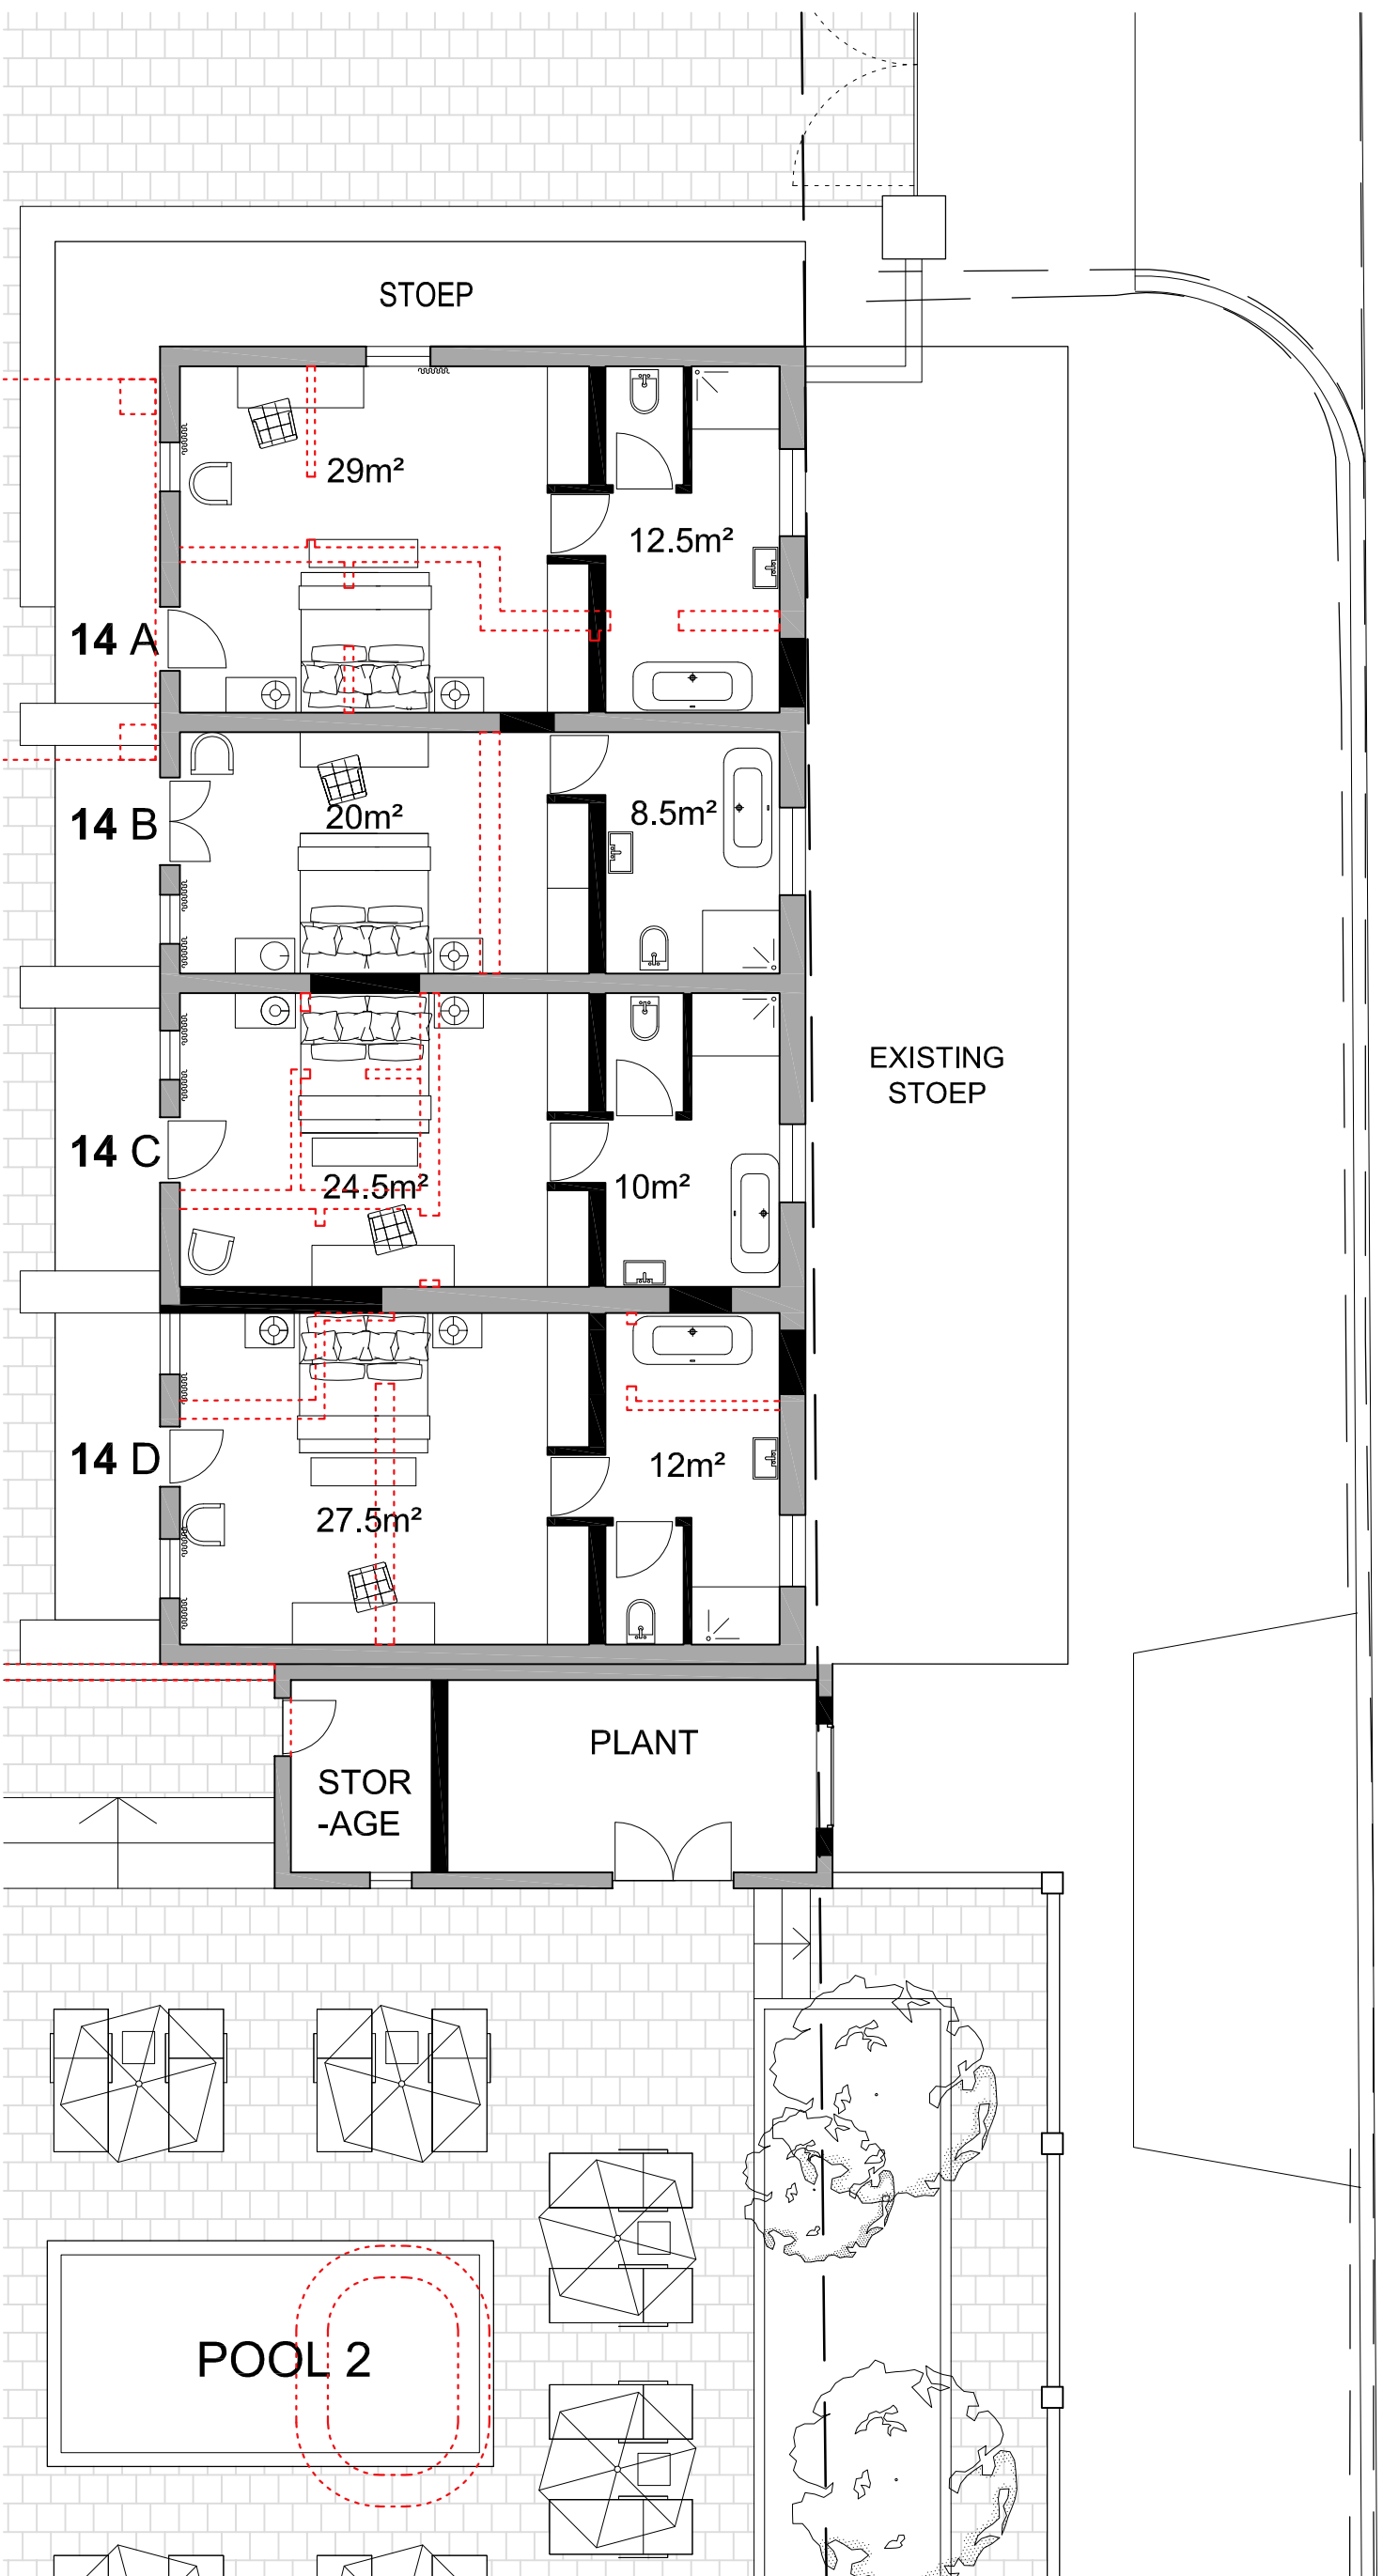 STOEP
29m²
12.5m²
14 A
14 B
20m²
8.5m²
EXISTING
STOEP
14 C
24.5m²
10m²
14 D
12m²
27.5m²
PLANT
STOR
-AGE
POOL 2